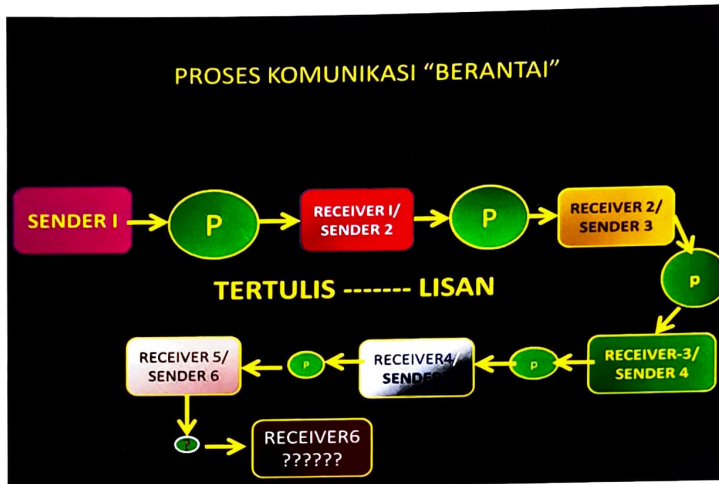 PROSES KOMUNIKASI “BERANTAI”
SENDER I
P
RECEIVER I/
SENDER 2
P
RECEIVER 2/
SENDER 3
p
TERTULIS ------- LISAN
RECEIVER-3/
SENDER 4
p
RECEIVER4/
SENDER
P
RECEIVER 5/
SENDER 6
RECEIVER6
??????